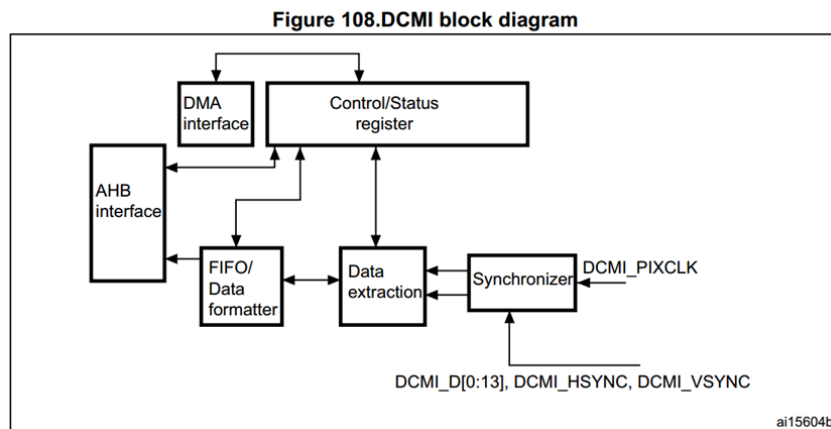 Figure 108.DCMI block diagram
DMA
interface
Control/Status
register
AHB
interface
FIFO/
Data
formatter
Data
extraction
Synchronizer
DCMI_PIXCLK
DCMI_D[0:13], DCMI_HSYNC, DCMI_VSYNC
ai15604b